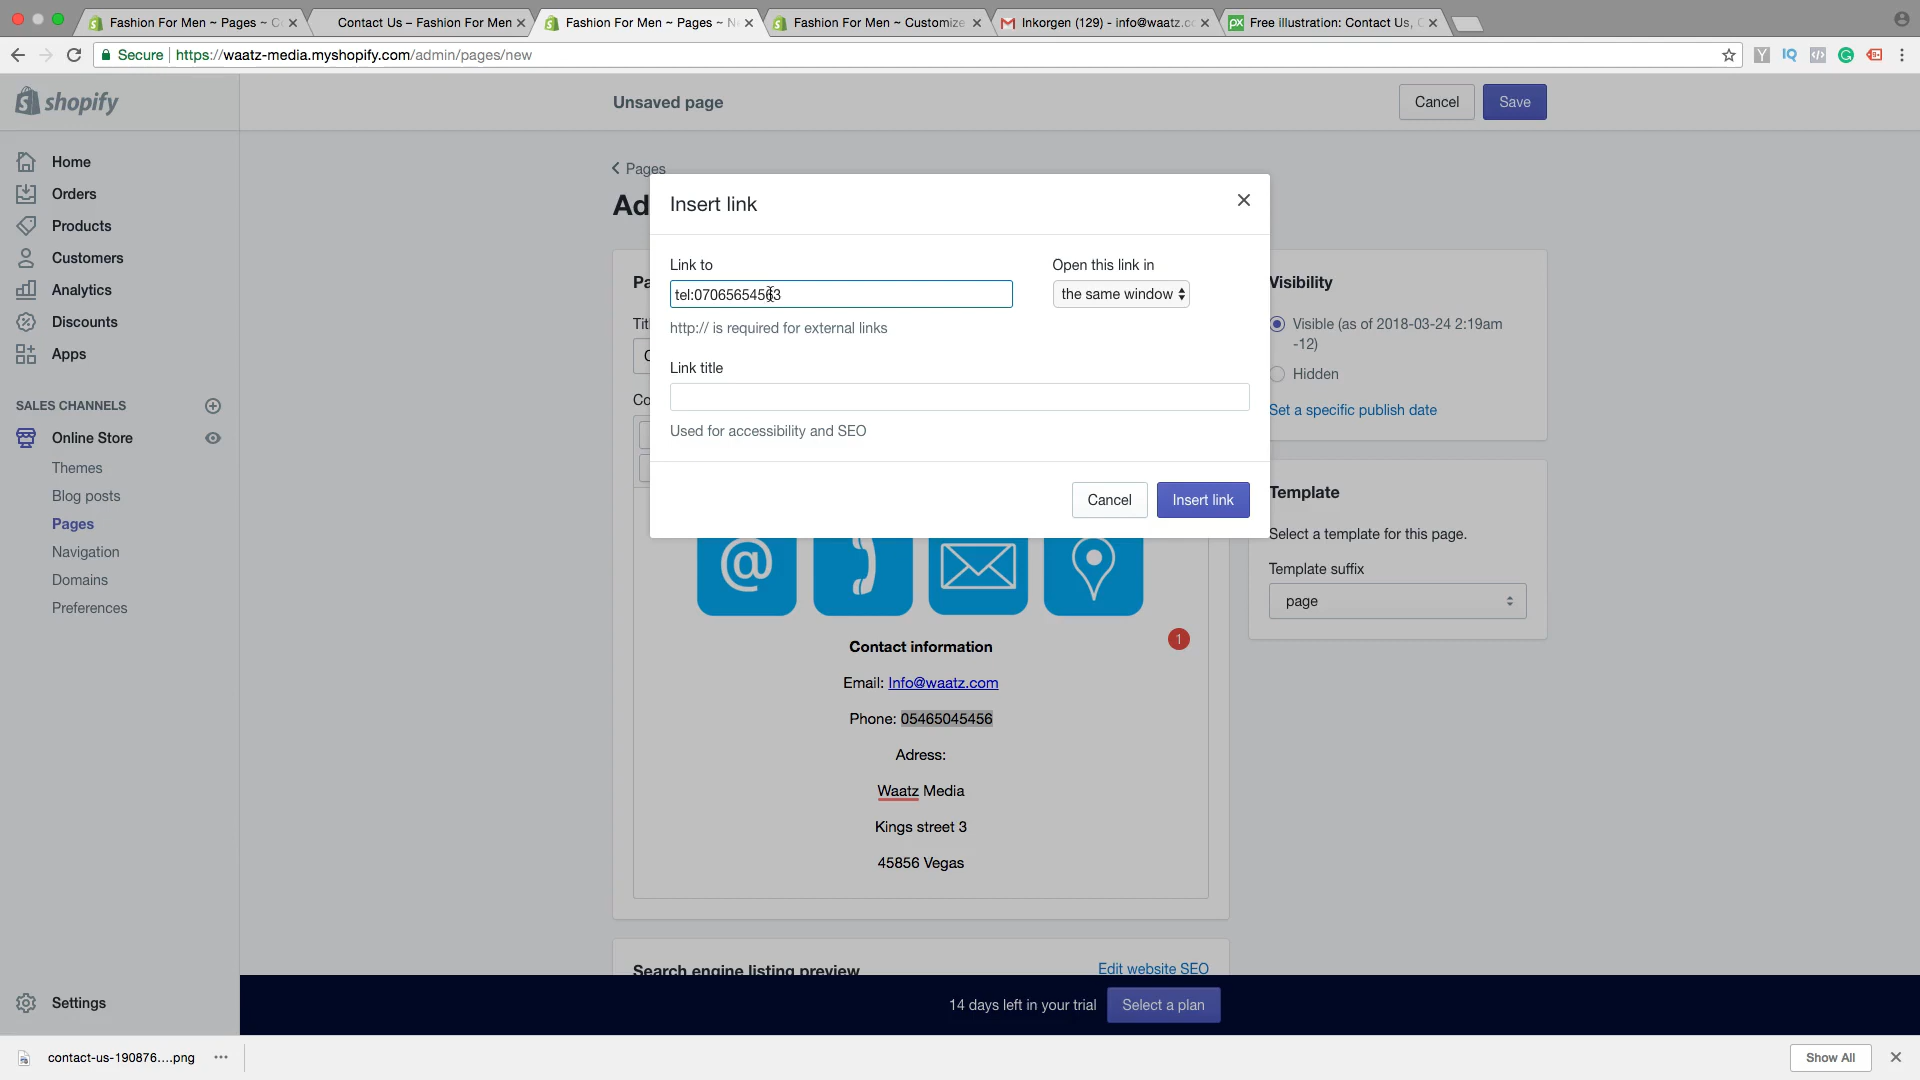 Fashion For Men ~ Pages ~ C
Contact Us – Fashion For Men
Fashion For Men ~ Pages ~ N
Fashion For Men ~ Customize
Inkorgen (129) - info@waatz.c
Free illustration: Contact Us, C
Secure
https://waatz-media.myshopify.com/admin/pages/new
shopify
Unsaved page
Cancel
Save
Home
Orders
Products
Customers
Analytics
Discounts
Apps
SALES CHANNELS
Online Store
Themes
Blog posts
Pages
Navigation
Domains
Preferences
Settings
Pages
Ad
Insert link
Link to
Open this link in
tel:07065654563
the same window
http:// is required for external links
Link title
Used for accessibility and SEO
Cancel
Insert link
Visibility
Visible (as of 2018-03-24 2:19am
-12)
Hidden
Set a specific publish date
Template
Select a template for this page.
Template suffix
page
Contact information
1
Email: Info@waatz.com
Phone: 05465045456
Adress:
Waatz Media
Kings street 3
45856 Vegas
Search engine listing preview
Edit website SEO
14 days left in your trial
Select a plan
contact-us-190876....png
Show All